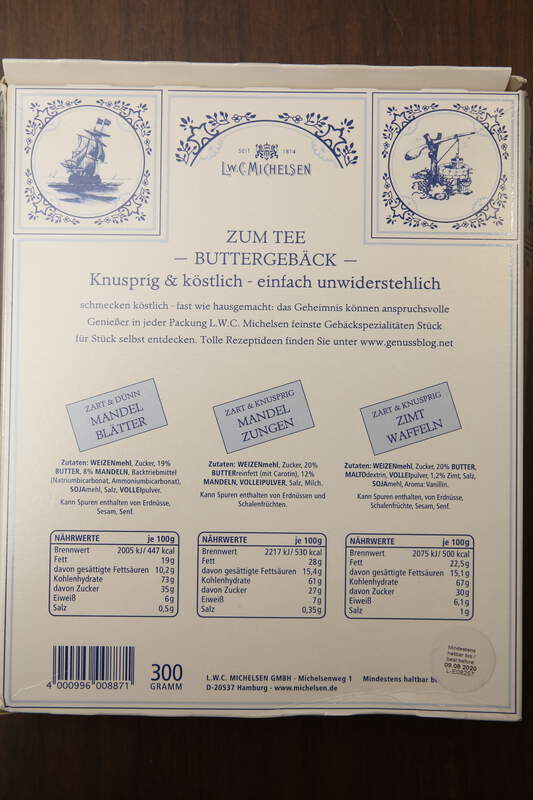 SEIT 1814
L.W.C. MICHELSEN
ZUM TEE
— BUTTERGEBÄCK —
Knusprig & köstlich - einfach unwiderstehlich
schmecken köstlich - fast wie hausgemacht: das Geheimnis können anspruchsvolle
Genießer in jeder Packung L.W.C. Michelsen feinste Gebäckspezialitäten Stück
für Stück selbst entdecken. Tolle Rezeptideen finden Sie unter www.genussblog.net
ZART & DÜNN
MANDEL
BLÄTTER
Zutaten: WEIZENmehl, Zucker, 19%
BUTTER, 8% MANDELN, Backtriebmittel
(Natriumbicarbonat, Ammoniumbicarbonat),
SOJAmehl, Salz, VOLLEIpulver.
Kann Spuren enthalten von Erdnüsse,
Sesam, Senf.
NÄHRWERTE je 100g
Brennwert 2005 kJ/ 447 kcal
Fett 19g
davon gesättigte Fettsäuren 10,2g
Kohlenhydrate 73g
davon Zucker 35g
Eiweiß 6g
Salz 0,5g
ZART & KNUSPRIG
MANDEL
ZUNGEN
Zutaten: WEIZENmehl, Zucker, 20%
BUTTERreinfett (mit Carotin), 12%
MANDELN, VOLLEIPULVER, Salz, Milch.
Kann Spuren enthalten von Erdnüssen und
Schalenfrüchten.
NÄHRWERTE je 100g
Brennwert 2217 kJ/ 530 kcal
Fett 28g
davon gesättigte Fettsäuren 15,4g
Kohlenhydrate 61g
davon Zucker 27g
Eiweiß 7g
Salz 0,35g
ZART & KNUSPRIG
ZIMT
WAFFELN
Zutaten: WEIZENmehl, Zucker, 20% BUTTER,
MALTOdextrin, VOLLEIpulver, 1,2% Zimt, Salz,
SOJAmehl, Aroma: Vanillin.
Kann Spuren enthalten von Erdnüsse,
Schalenfrüchte, Sesam, Senf.
NÄHRWERTE je 100g
Brennwert 2075 kJ/ 500 kcal
Fett 22,5g
davon gesättigte Fettsäuren 15,1g
Kohlenhydrate 67g
davon Zucker 30g
Eiweiß 6,1g
Salz 1g
4 000996 008871
300
GRAMM
L.W.C. MICHELSEN GMBH · Michelsenweg 1
D-20537 Hamburg · www.michelsen.de
Mindestens haltbar b
Mindestens
haltbar bis /
best before:
09.08.2020
L-E08257